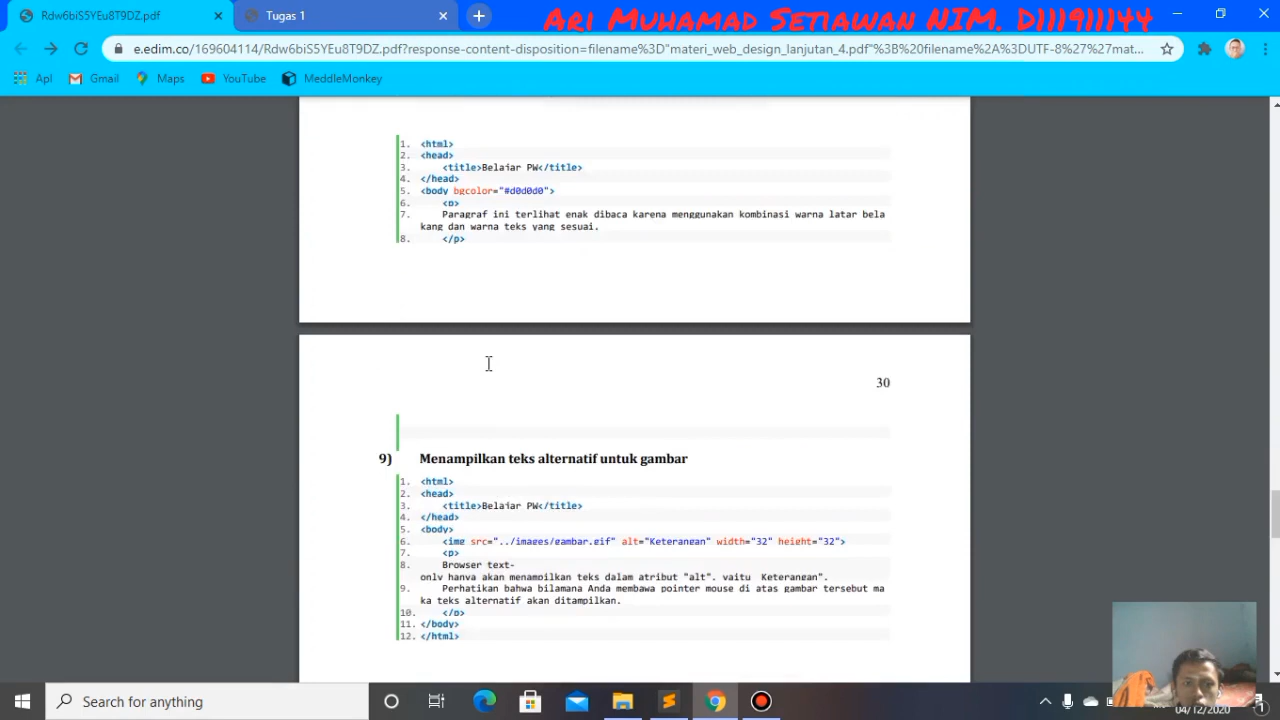 Ari Muhamad Setiawan NIM. D111911144
Rdw6biS5YEu8T9DZ.pdf
Tugas 1
e.edim.co/169604114/Rdw6biS5YEu8T9DZ.pdf?response-content-disposition=filename%3D"materi_web_design_lanjutan_4.pdf"%3B%20filename%2A%3DUTF-8%27%27mat...
Apl
Gmail
Maps
YouTube
MeddleMonkey
1. <html>
2. <head>
3. <title>Belajar PW</title>
4. </head>
5. <body bgcolor="#d0d0d0">
6. <p>
7. Paragraf ini terlihat enak dibaca karena menggunakan kombinasi warna latar bela
kang dan warna teks yang sesuai.
8. </p>
30
9) Menampilkan teks alternatif untuk gambar
1. <html>
2. <head>
3. <title>Belajar PW</title>
4. </head>
5. <body>
6. <img src="../images/gambar.gif" alt="Keterangan" width="32" height="32">
7. <p>
8. Browser text-
only hanya akan menampilkan teks dalam atribut "alt", yaitu Keterangan".
9. Perhatikan bahwa bilamana Anda membawa pointer mouse di atas gambar tersebut ma
ka teks alternatif akan ditampilkan.
10. </p>
11. </body>
12. </html>
Search for anything
04/12/2020